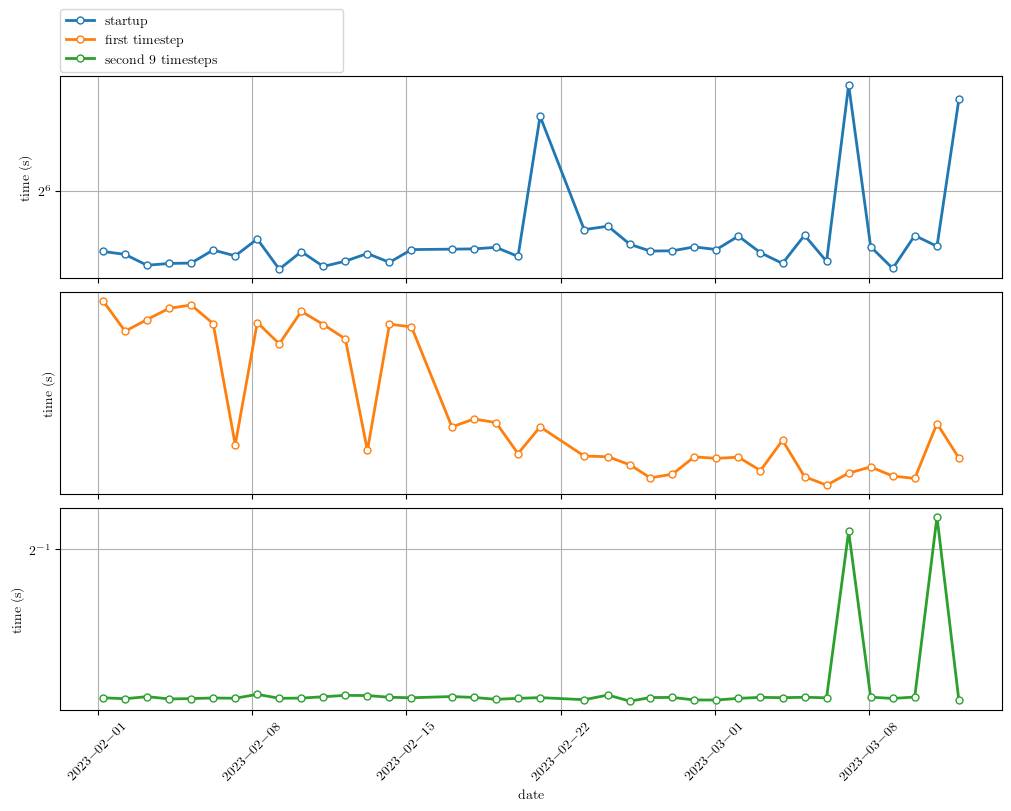 startup
first timestep
second 9 timesteps
time (s)
2^6
time (s)
time (s)
2^{-1}
2023−02−01
2023−02−08
2023−02−15
2023−02−22
2023−03−01
2023−03−08
date